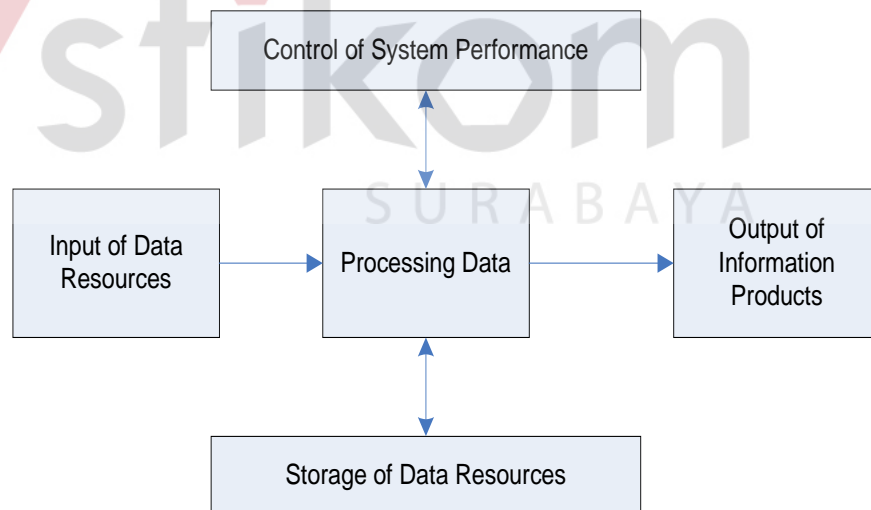 stikom
SURABAYA
Control of System Performance
Input of Data
Resources
Processing Data
Output of
Information
Products
Storage of Data Resources